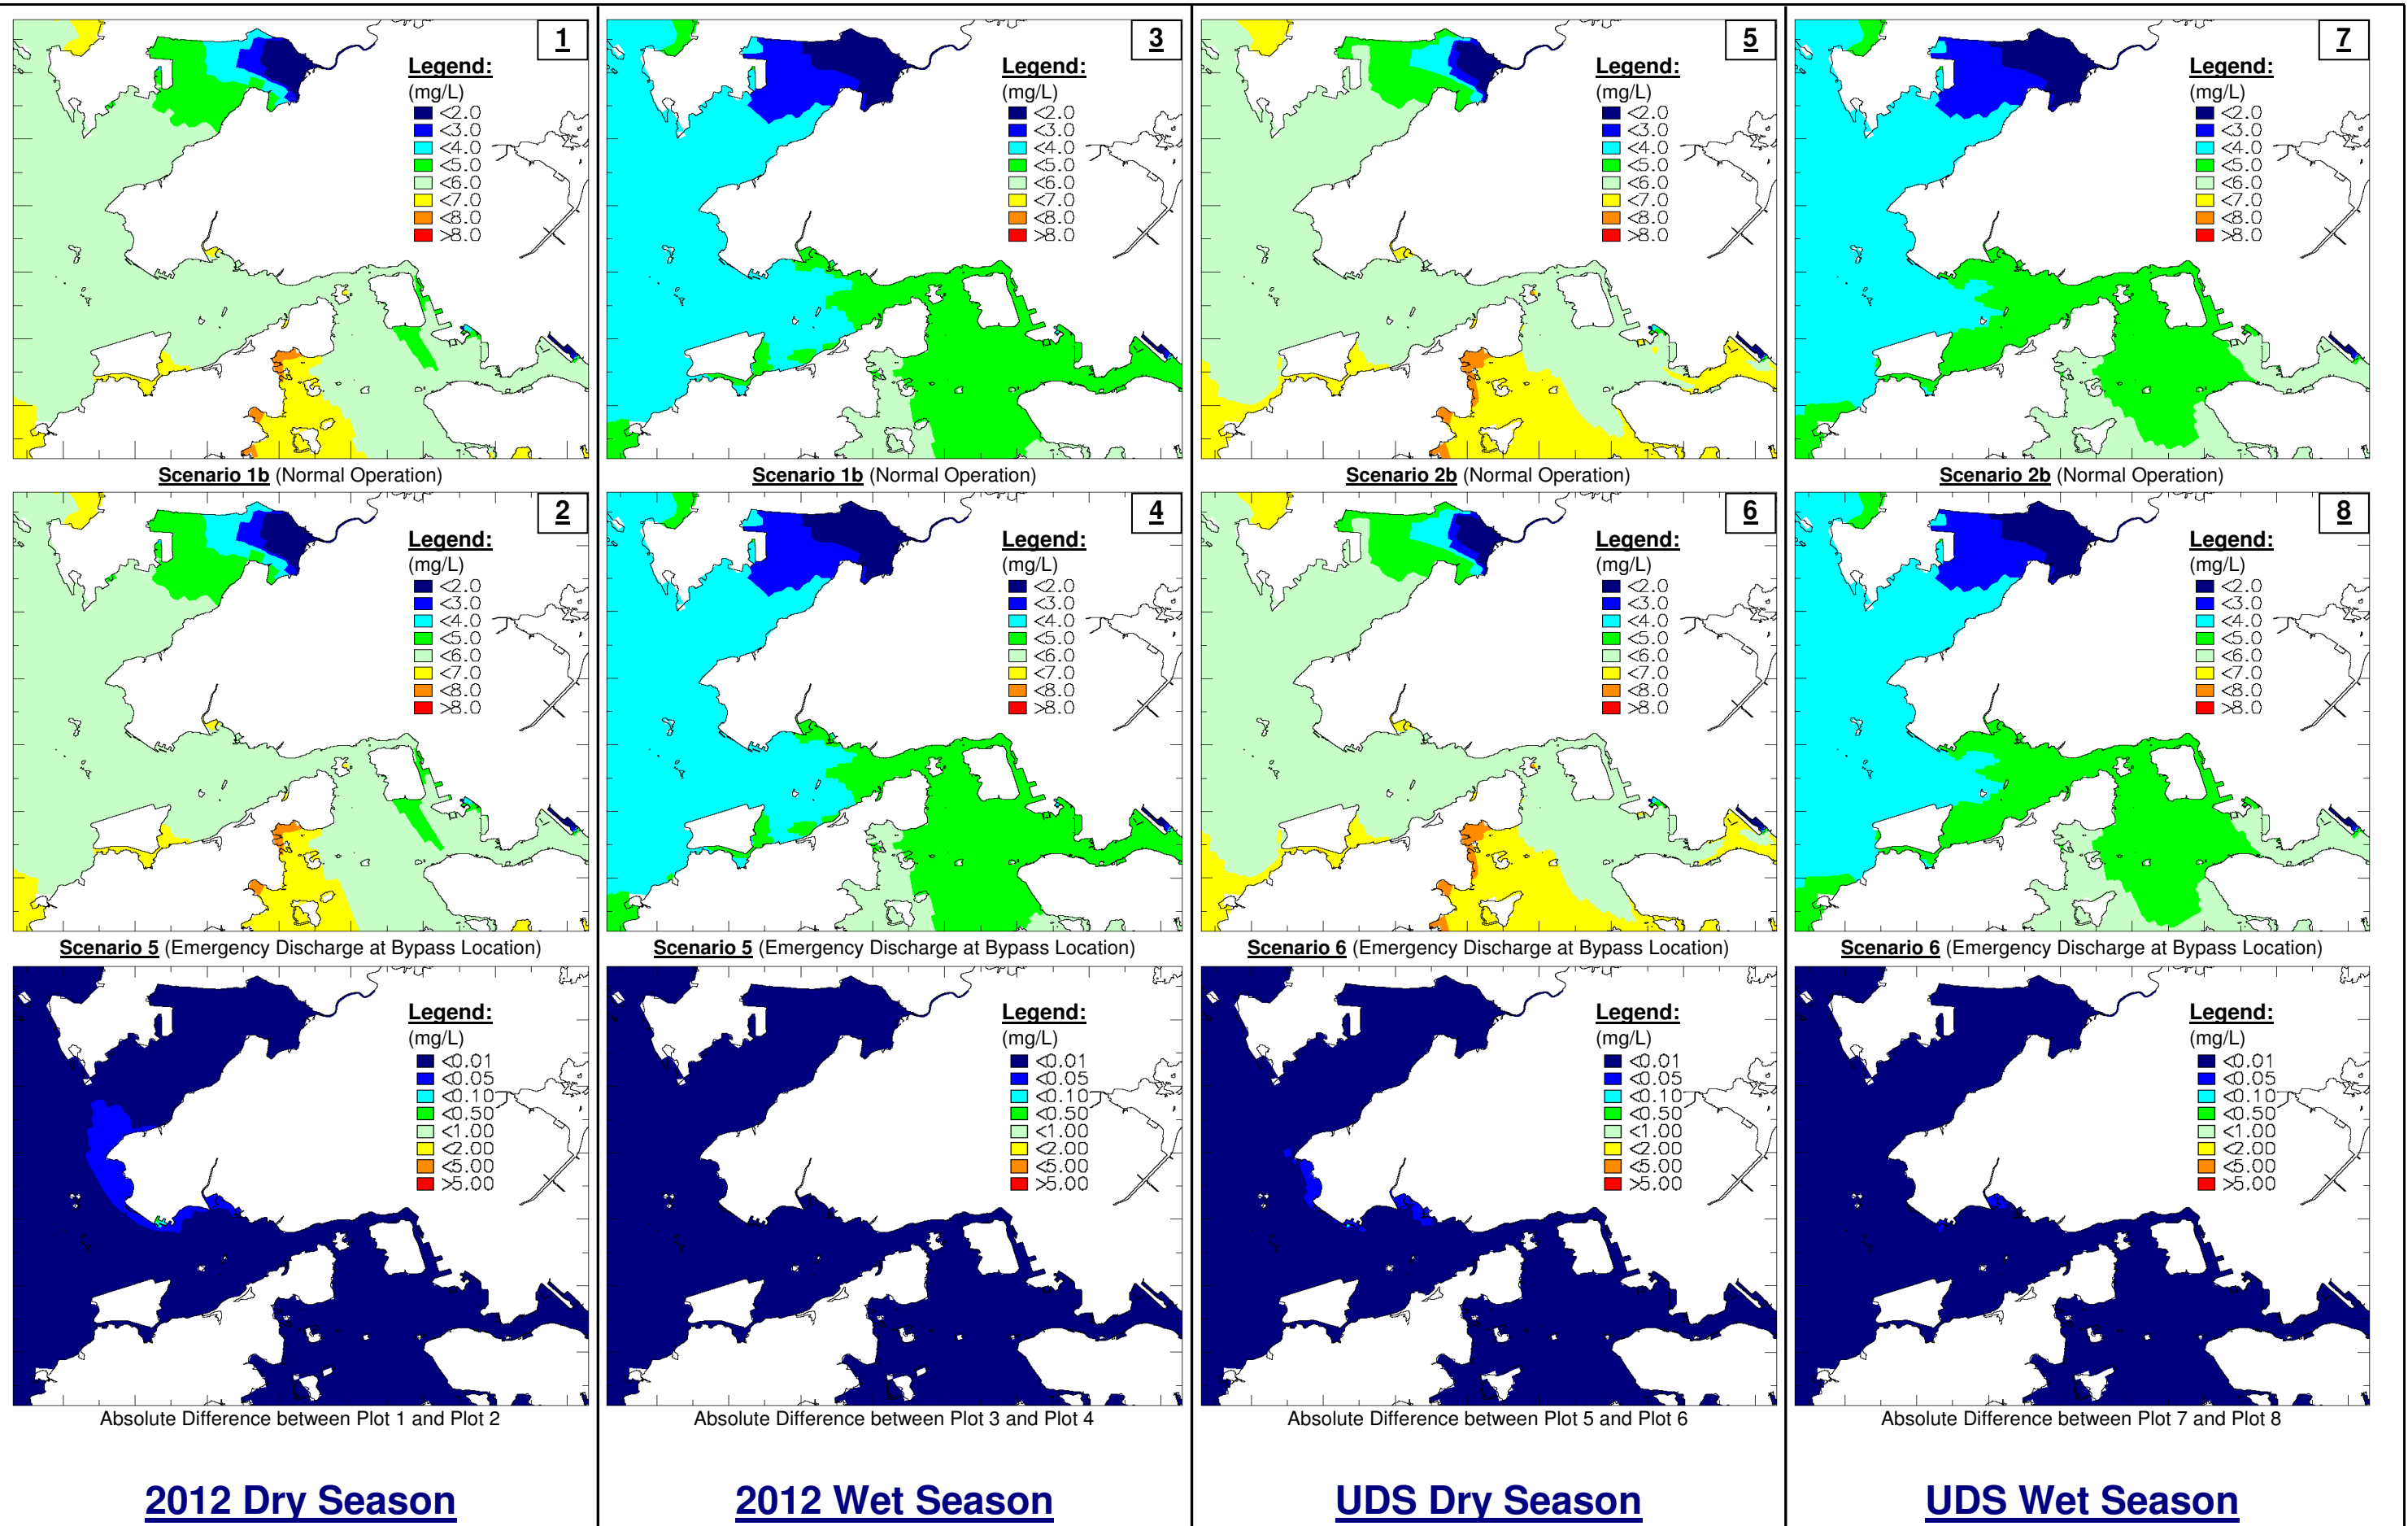 1
Legend:
(mg/L)
<2.0
<3.0
<4.0
<5.0
<6.0
<7.0
<8.0
>8.0
Scenario 1b (Normal Operation)
2
Legend:
(mg/L)
<2.0
<3.0
<4.0
<5.0
<6.0
<7.0
<8.0
>8.0
Scenario 5 (Emergency Discharge at Bypass Location)
Legend:
(mg/L)
<0.01
<0.05
<0.10
<0.50
<1.00
<2.00
<5.00
>5.00
Absolute Difference between Plot 1 and Plot 2
2012 Dry Season
3
Legend:
(mg/L)
<2.0
<3.0
<4.0
<5.0
<6.0
<7.0
<8.0
>8.0
Scenario 1b (Normal Operation)
4
Legend:
(mg/L)
<2.0
<3.0
<4.0
<5.0
<6.0
<7.0
<8.0
>8.0
Scenario 5 (Emergency Discharge at Bypass Location)
Legend:
(mg/L)
<0.01
<0.05
<0.10
<0.50
<1.00
<2.00
<5.00
>5.00
Absolute Difference between Plot 3 and Plot 4
2012 Wet Season
5
Legend:
(mg/L)
<2.0
<3.0
<4.0
<5.0
<6.0
<7.0
<8.0
>8.0
Scenario 2b (Normal Operation)
6
Legend:
(mg/L)
<2.0
<3.0
<4.0
<5.0
<6.0
<7.0
<8.0
>8.0
Scenario 6 (Emergency Discharge at Bypass Location)
Legend:
(mg/L)
<0.01
<0.05
<0.10
<0.50
<1.00
<2.00
<5.00
>5.00
Absolute Difference between Plot 5 and Plot 6
UDS Dry Season
7
Legend:
(mg/L)
<2.0
<3.0
<4.0
<5.0
<6.0
<7.0
<8.0
>8.0
Scenario 2b (Normal Operation)
8
Legend:
(mg/L)
<2.0
<3.0
<4.0
<5.0
<6.0
<7.0
<8.0
>8.0
Scenario 6 (Emergency Discharge at Bypass Location)
Legend:
(mg/L)
<0.01
<0.05
<0.10
<0.50
<1.00
<2.00
<5.00
>5.00
Absolute Difference between Plot 7 and Plot 8
UDS Wet Season